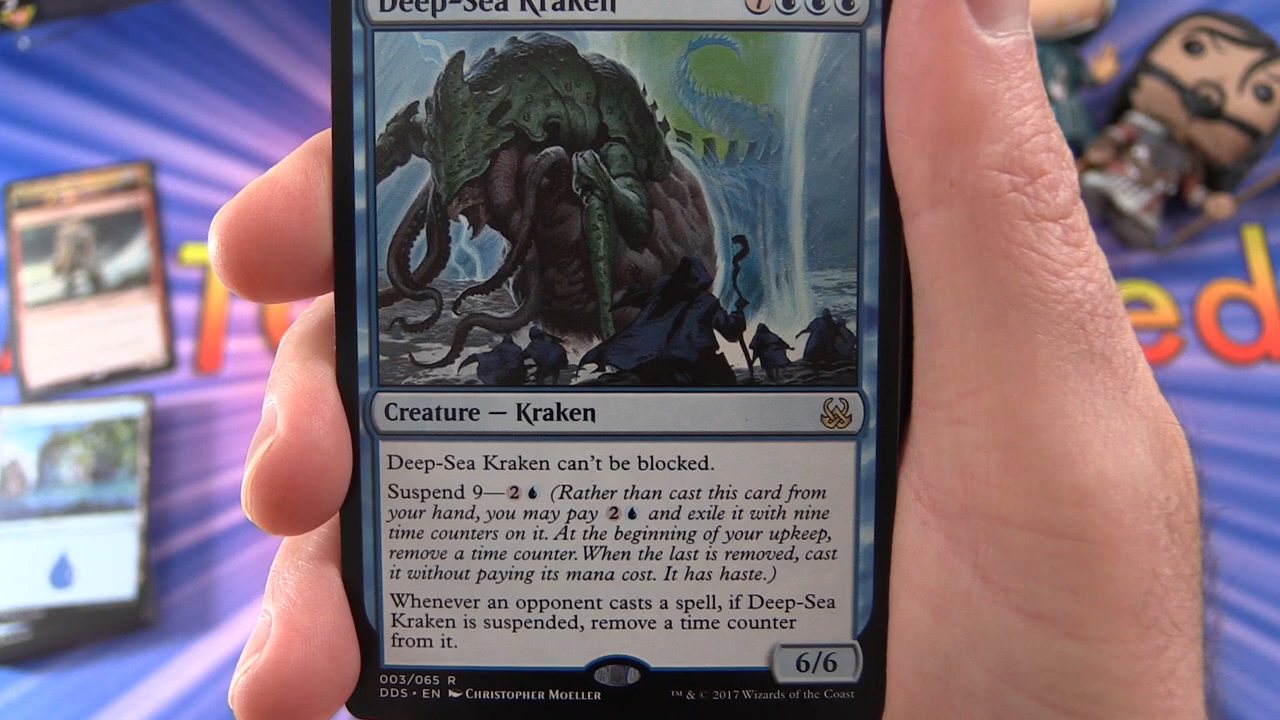 Deep-Sea Kraken
7
Creature — Kraken
Deep-Sea Kraken can't be blocked.
Suspend 9—2 (Rather than cast this card from
your hand, you may pay 2 and exile it with nine
time counters on it. At the beginning of your upkeep,
remove a time counter. When the last is removed, cast
it without paying its mana cost. It has haste.)
Whenever an opponent casts a spell, if Deep-Sea
Kraken is suspended, remove a time counter
from it.
6/6
003/065 R
DDS • EN Christopher Moeller
™ & © 2017 Wizards of the Coast